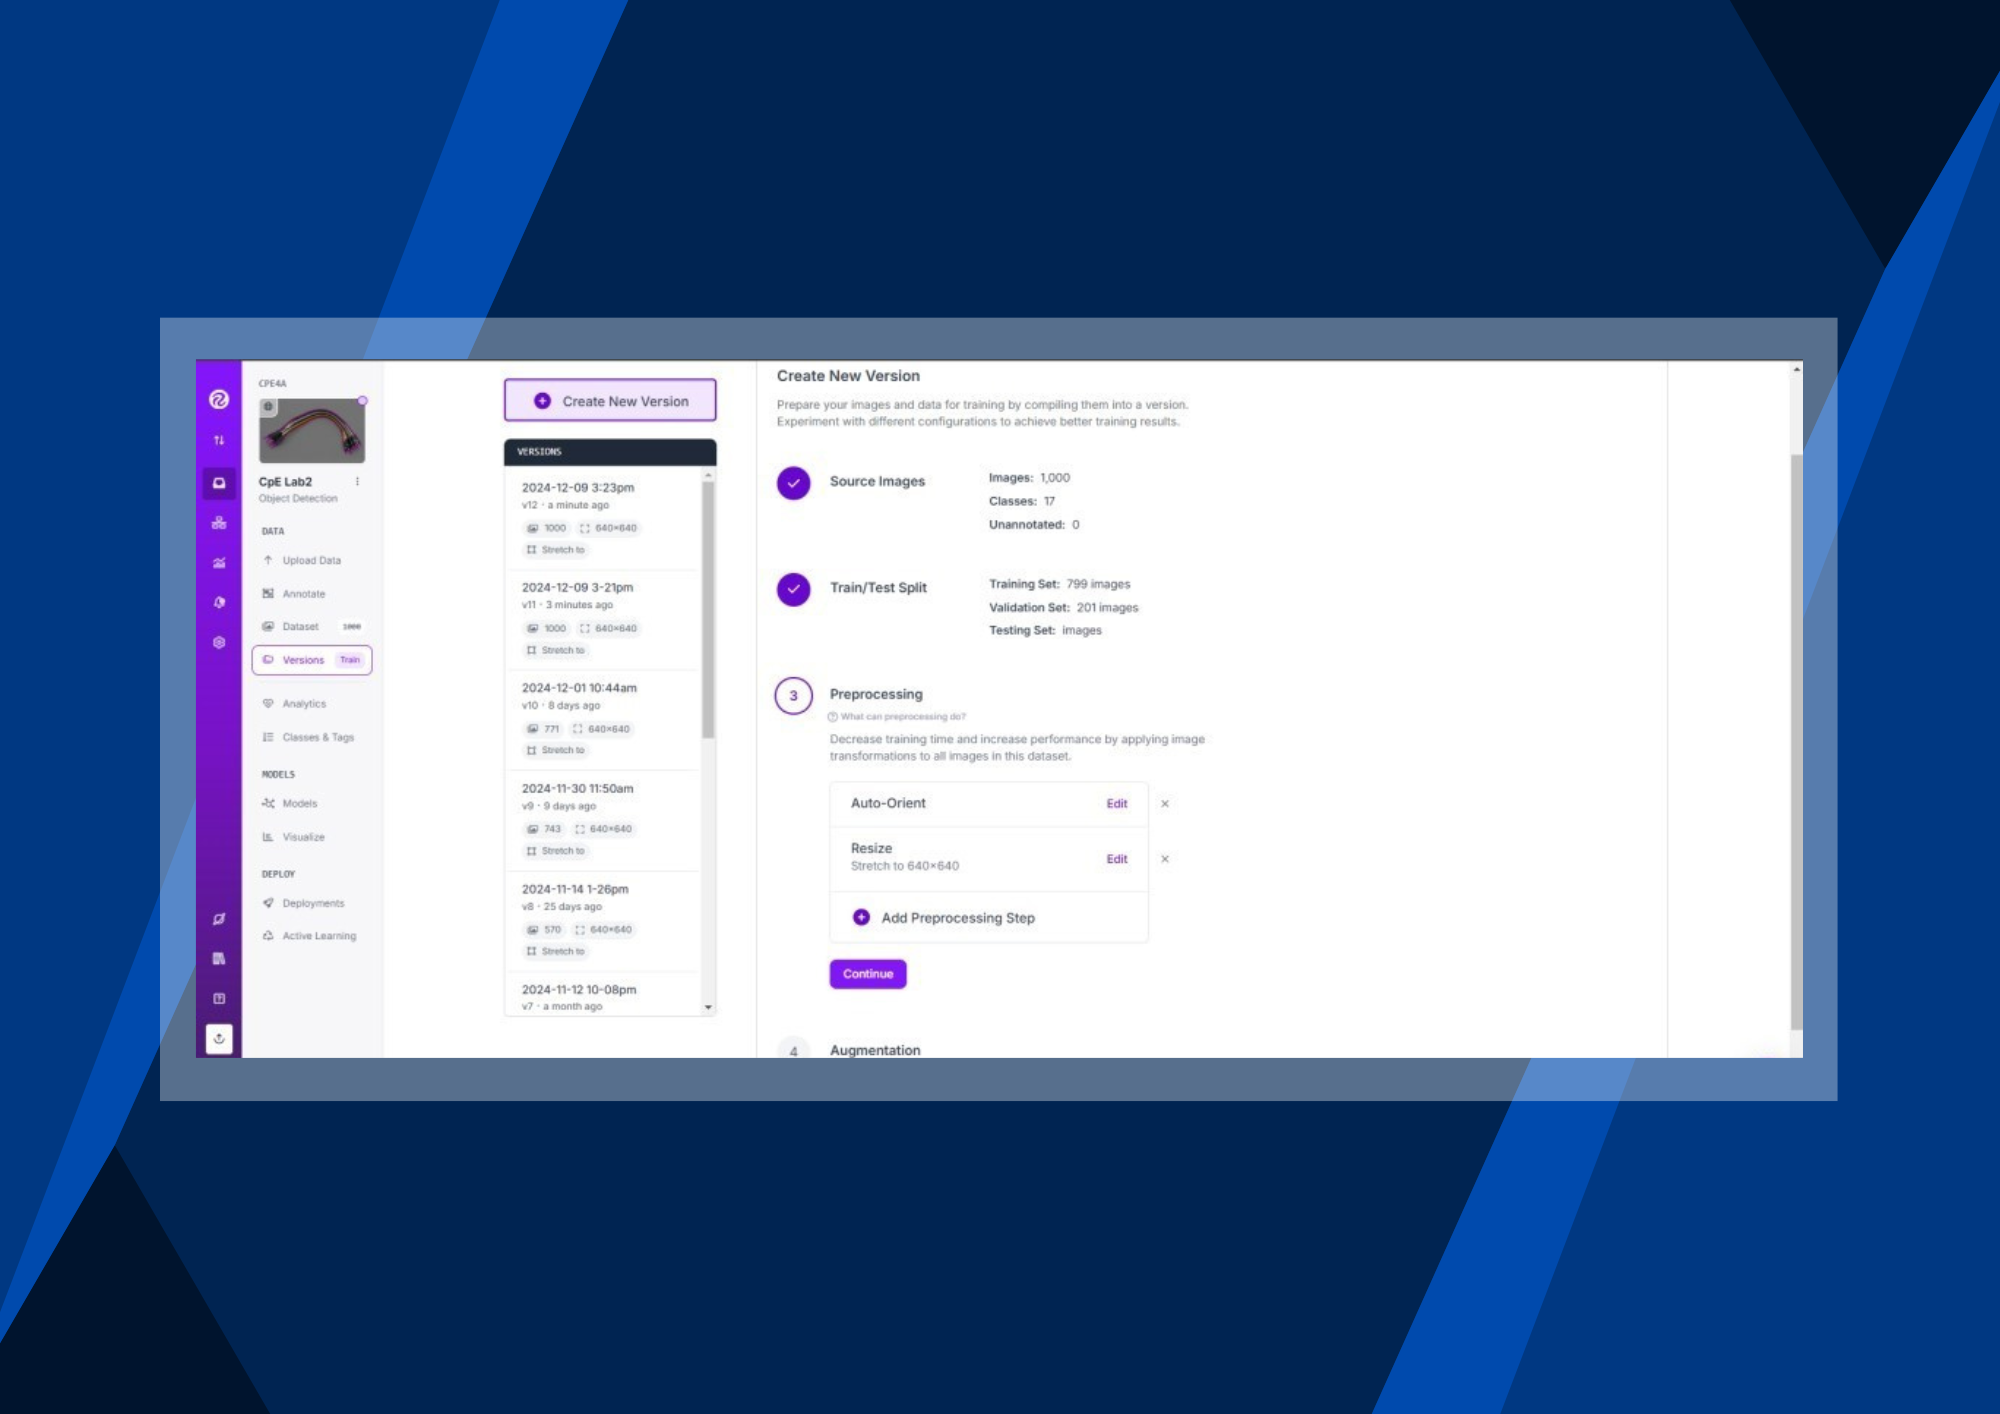 CPE4A
CpE Lab2
Object Detection
DATA
Upload Data
Annotate
Dataset 1000
Versions Train
Analytics
Classes & Tags
MODELS
Models
Visualize
DEPLOY
Deployments
Active Learning
Create New Version
VERSIONS
2024-12-09 3:23pm
v12 · a minute ago
1000 640×640
Stretch to
2024-12-09 3-21pm
v11 · 3 minutes ago
1000 640×640
Stretch to
2024-12-01 10:44am
v10 · 8 days ago
771 640×640
Stretch to
2024-11-30 11:50am
v9 · 9 days ago
743 640×640
Stretch to
2024-11-14 1-26pm
v8 · 25 days ago
570 640×640
Stretch to
2024-11-12 10-08pm
v7 · a month ago
Create New Version
Prepare your images and data for training by compiling them into a version.
Experiment with different configurations to achieve better training results.
Source Images
Images: 1,000
Classes: 17
Unannotated: 0
Train/Test Split
Training Set: 799 images
Validation Set: 201 images
Testing Set: images
3 Preprocessing
What can preprocessing do?
Decrease training time and increase performance by applying image
transformations to all images in this dataset.
Auto-Orient Edit ×
Resize
Stretch to 640×640 Edit ×
Add Preprocessing Step
Continue
4 Augmentation